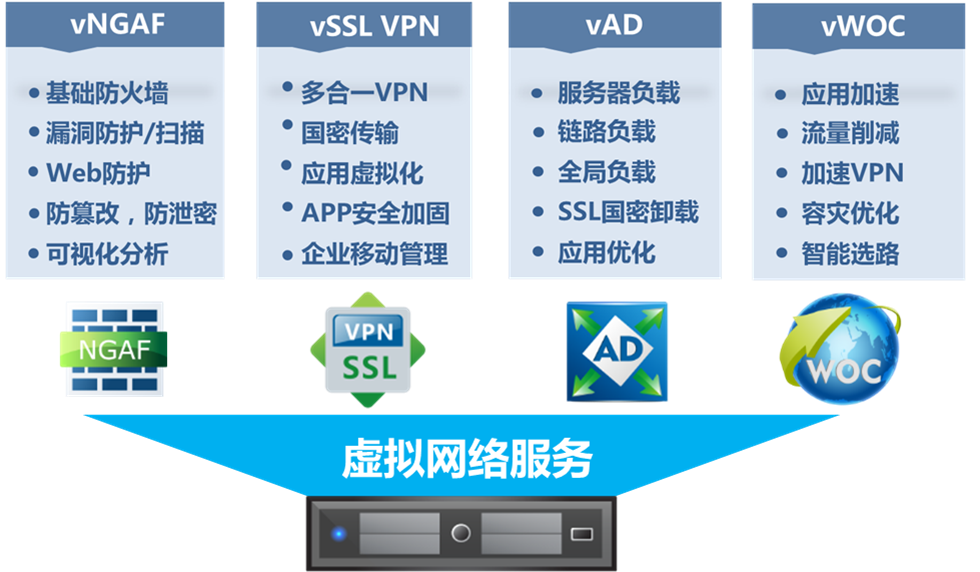 vNGAF
基础防火墙
漏洞防护/扫描
Web防护
防篡改，防泄密
可视化分析
vSSL VPN
多合一VPN
国密传输
应用虚拟化
APP安全加固
企业移动管理
vAD
服务器负载
链路负载
全局负载
SSL国密卸载
应用优化
vWOC
应用加速
流量削减
加速VPN
容灾优化
智能选路
NGAF
VPN
SSL
AD
WOC
虚拟网络服务